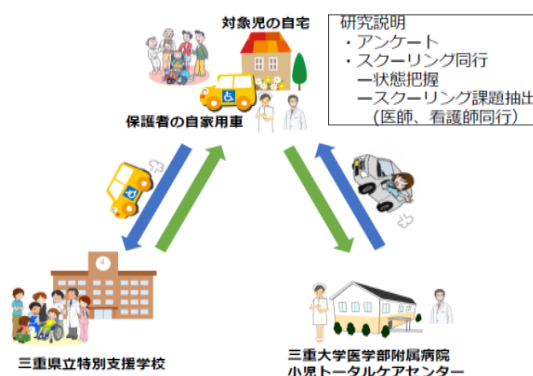 対象児の自宅
研究説明
・アンケート
・スクーリング同行
ー状態把握
ースクーリング課題抽出
(医師、看護師同行)
保護者の自家用車
三重県立特別支援学校
三重大学医学部附属病院
小児トータルケアセンター